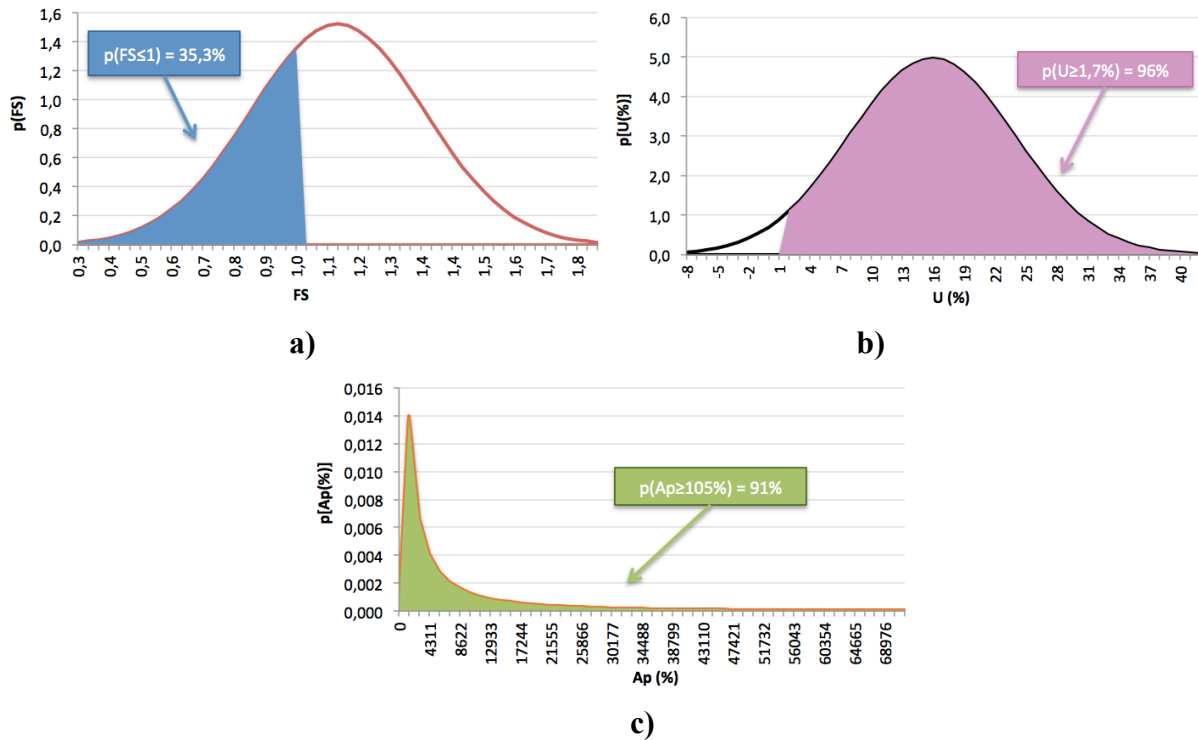 1,6
1,4
1,2
1,0
0,8
0,6
0,4
0,2
0,0
p(FS)
p(FS≤1) = 35,3%
0,3 0,4 0,5 0,6 0,7 0,8 0,9 1,0 1,1 1,2 1,3 1,4 1,4 1,5 1,6 1,7 1,8
FS
a)
6,0
5,0
4,0
3,0
2,0
1,0
0,0
p[U(%)]
p(U≥1,7%) = 96%
-8 -5 -2 1 4 7 10 13 16 19 22 25 28 31 34 37 40
U (%)
b)
0,016
0,014
0,012
0,010
0,008
0,006
0,004
0,002
0,000
p[Ap(%)]
p(Ap≥105%) = 91%
0 4311 8622 12933 17244 21555 25866 30177 34488 38799 43110 47421 51732 56043 60354 64665 68976
Ap (%)
c)